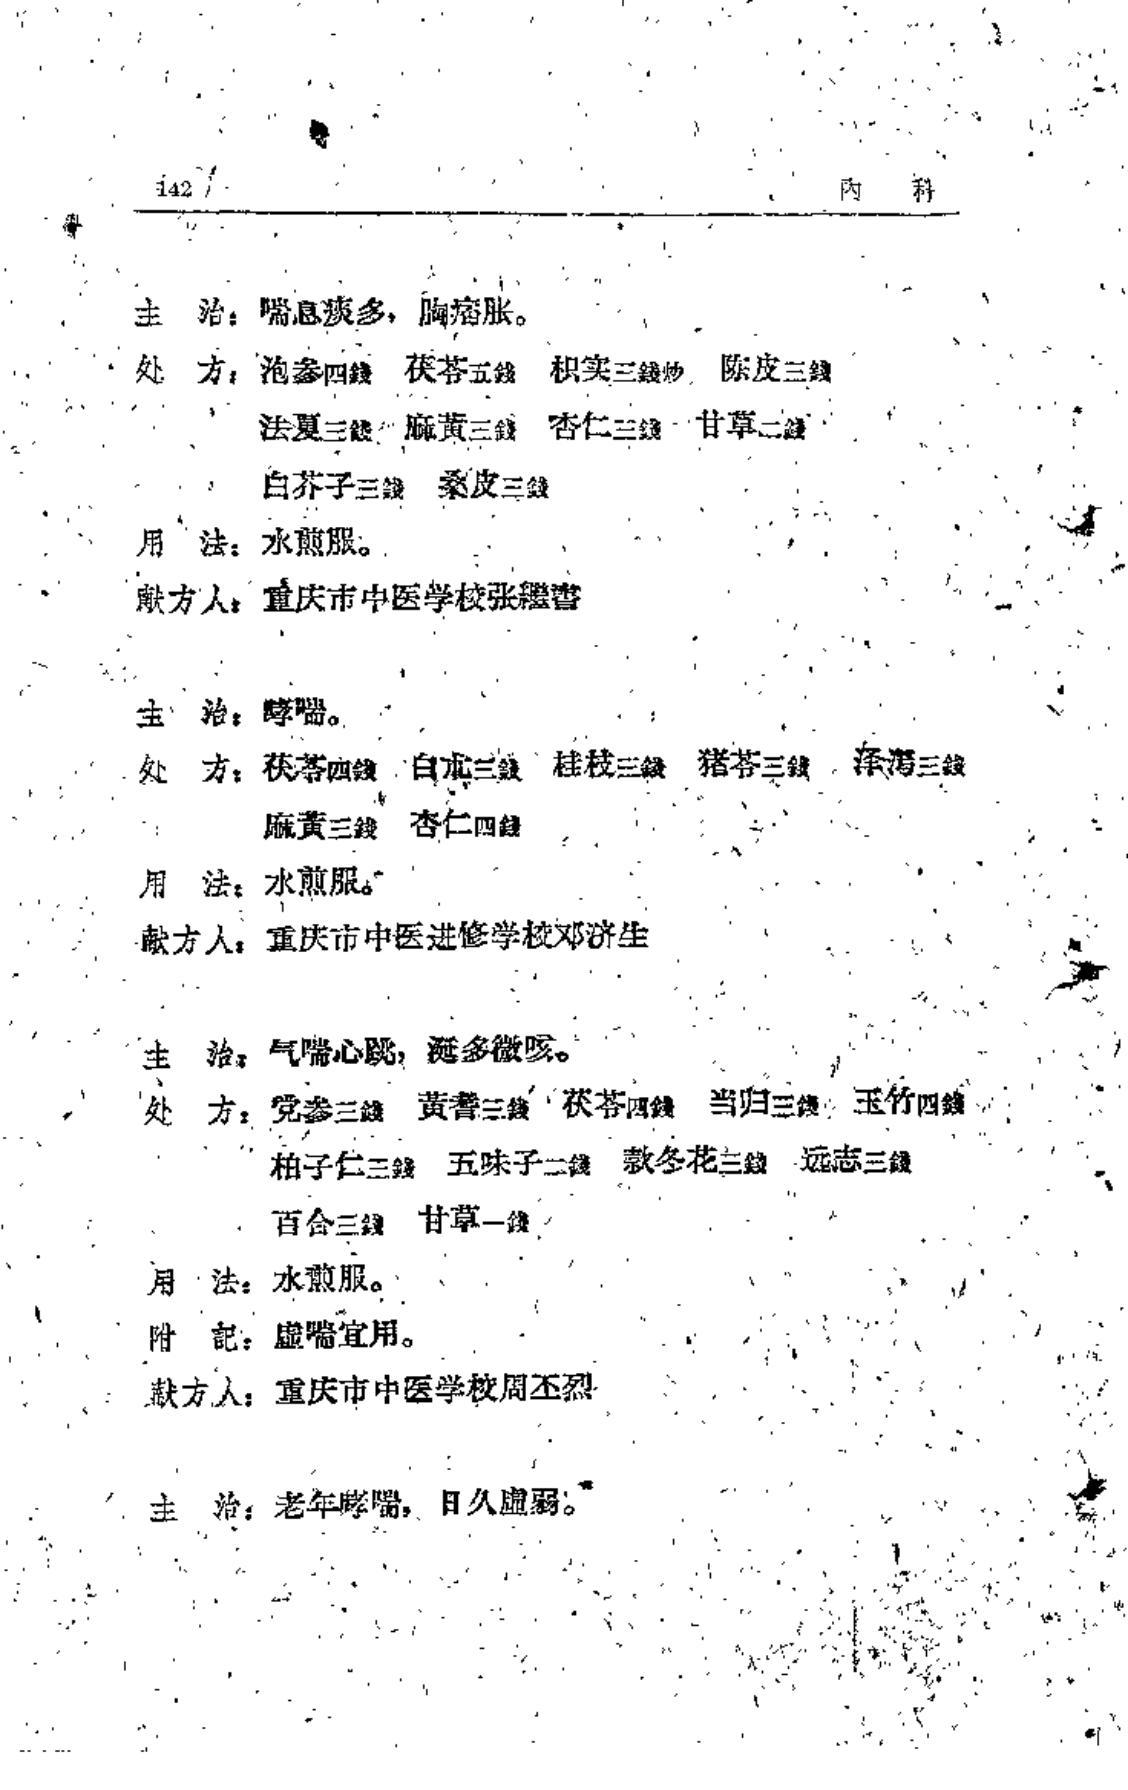 142
内 科
主 治：喘息痰多，胸痞胀。
处 方：泡参四錢 茯苓五錢 枳实三錢炒 陈皮三錢
法夏三錢 麻黄三錢 杏仁三錢 甘草二錢
白芥子三錢 桑皮三錢
用 法：水煎服。
献方人：重庆市中医学校张繼書
主 治：哮喘。
处 方：茯苓四錢 白朮三錢 桂枝三錢 猪苓三錢 泽瀉三錢
麻黄三錢 杏仁四錢
用 法：水煎服。
献方人：重庆市中医进修学校邓济生
主 治：气喘心跳，涎多微咳。
处 方：党参三錢 黄耆三錢 茯苓四錢 当归三錢 玉竹四錢
柏子仁三錢 五味子二錢 款冬花三錢 远志三錢
百合三錢 甘草一錢
用 法：水煎服。
附 記：虚喘宜用。
献方人：重庆市中医学校周丕烈
主 治：老年哮喘，日久虚弱。